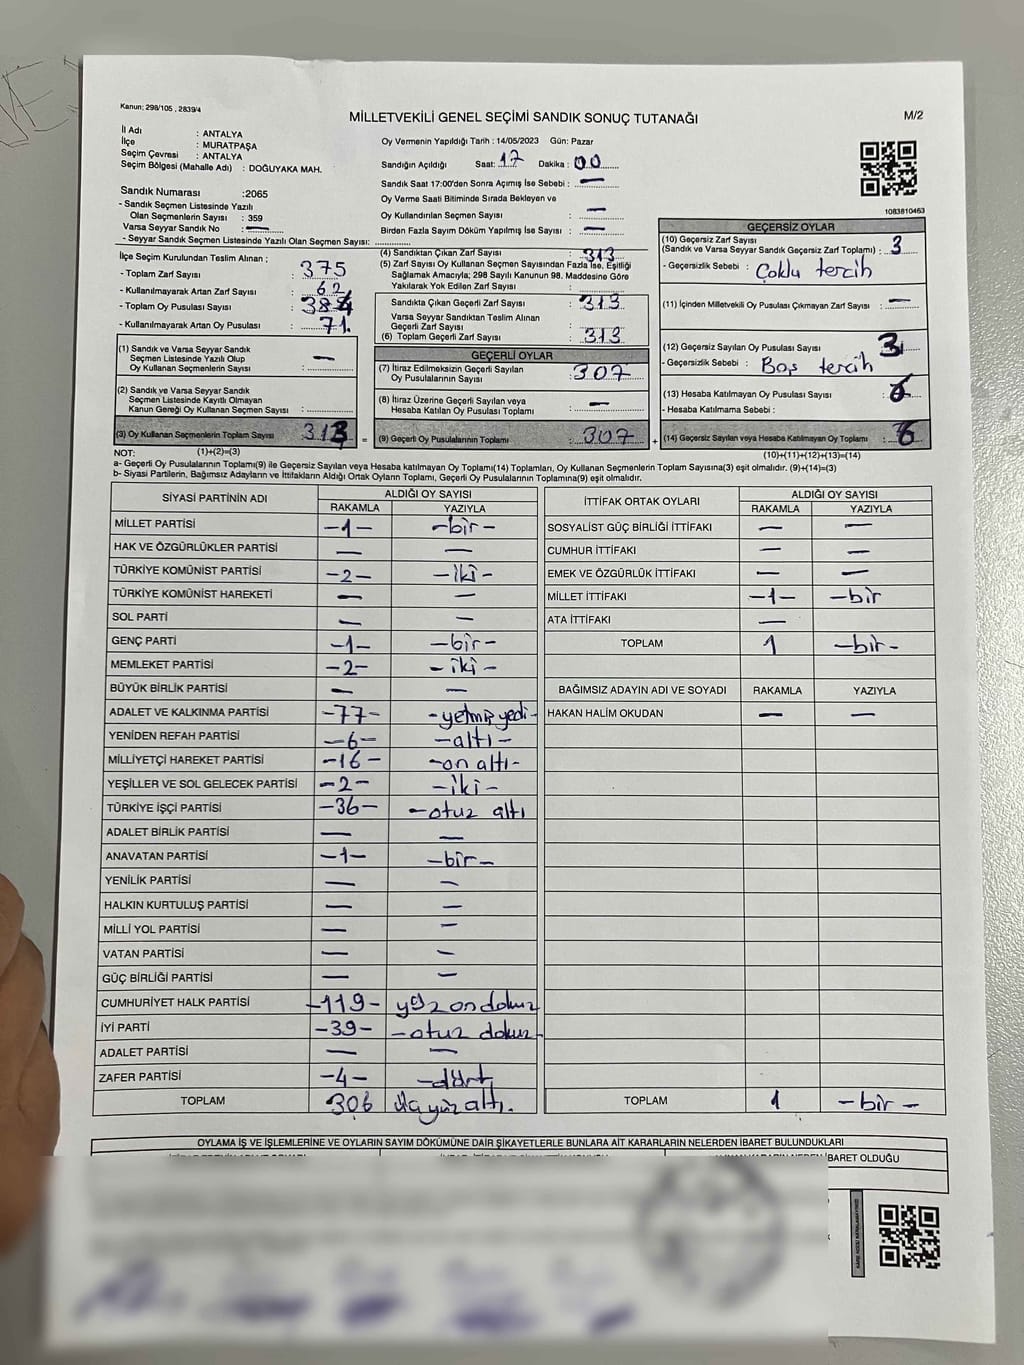 Kanun; 298/105 , 2839/4
MİLLETVEKİLİ GENEL SEÇİMİ SANDIK SONUÇ TUTANAĞI
M/2
İl Adı : ANTALYA
İlçe : MURATPAŞA
Seçim Çevresi : ANTALYA
Seçim Bölgesi (Mahalle Adı) : DOĞUYAKA MAH.
Sandık Numarası :2065
- Sandık Seçmen Listesinde Yazılı
Olan Seçmenlerin Sayısı : 359
Varsa Seyyar Sandık No : —
- Seyyar Sandık Seçmen Listesinde Yazılı Olan Seçmen Sayısı:
Oy Vermenin Yapıldığı Tarih : 14/05/2023 Gün: Pazar
Sandığın Açıldığı Saat: 17 Dakika : 00
Sandık Saat 17:00'den Sonra Açımış İse Sebebi : —
Oy Verme Saati Bitiminde Sırada Bekleyen ve
Oy Kullandırılan Seçmen Sayısı : —
Birden Fazla Sayım Döküm Yapılmış İse Sayısı : —
1083810463
İlçe Seçim Kurulundan Teslim Alınan ;
- Toplam Zarf Sayısı : 375
- Kullanılmayarak Artan Zarf Sayısı : 62
- Toplam Oy Pusulası Sayısı : 384
- Kullanılmayarak Artan Oy Pusulası : 71
(1) Sandık ve Varsa Seyyar Sandık
Seçmen Listesinde Yazılı Olup
Oy Kullanan Seçmenlerin Sayısı : —
(2) Sandık ve Varsa Seyyar Sandık
Seçmen Listesinde Kayıtlı Olmayan
Kanun Gereği Oy Kullanan Seçmen Sayısı :
(3) Oy Kullanan Seçmenlerin Toplam Sayısı : 313 =
(4) Sandıktan Çıkan Zarf Sayısı : 313
(5) Zarf Sayısı Oy Kullanan Seçmen Sayısından Fazla İse, Eşitliği
Sağlamak Amacıyla; 298 Sayılı Kanunun 98. Maddesine Göre
Yakılarak Yok Edilen Zarf Sayısı :
Sandıkta Çıkan Geçerli Zarf Sayısı : 313
Varsa Seyyar Sandıktan Teslim Alınan
Geçerli Zarf Sayısı :
(6) Toplam Geçerli Zarf Sayısı : 313
GEÇERLİ OYLAR
(7) İtiraz Edilmeksizin Geçerli Sayılan
Oy Pusulalarının Sayısı : 307
(8) İtiraz Üzerine Geçerli Sayılan veya
Hesaba Katılan Oy Pusulası Toplamı : —
(9) Geçerli Oy Pusulalarının Toplamı : 307 +
GEÇERSİZ OYLAR
(10) Geçersiz Zarf Sayısı
(Sandık ve Varsa Seyyar Sandık Geçersiz Zarf Toplamı) : 3
- Geçersizlik Sebebi : Çoklu tercih
(11) İçinden Milletvekili Oy Pusulası Çıkmayan Zarf Sayısı : —
(12) Geçersiz Sayılan Oy Pusulası Sayısı : 3
- Geçersizlik Sebebi : Boş tercih
(13) Hesaba Katılmayan Oy Pusulası Sayısı :
- Hesaba Katılmama Sebebi :
(14) Geçersiz Sayılan veya Hesaba Katılmayan Oy Toplamı : 6
NOT: (1)+(2)=(3)
(10)+(11)+(12)+(13)=(14)
a- Geçerli Oy Pusulalarının Toplamı(9) ile Geçersiz Sayılan veya Hesaba katılmayan Oy Toplamı(14) Toplamları, Oy Kullanan Seçmenlerin Toplam Sayısına(3) eşit olmalıdır. (9)+(14)=(3)
b- Siyasi Partilerin, Bağımsız Adayların ve İttifakların Aldığı Ortak Oyların Toplamı, Geçerli Oy Pusulalarının Toplamına(9) eşit olmalıdır.
SİYASİ PARTİNİN ADI ALDIĞI OY SAYISI
RAKAMLA YAZIYLA
MİLLET PARTİSİ -1- -bir-
HAK VE ÖZGÜRLÜKLER PARTİSİ — —
TÜRKİYE KOMÜNİST PARTİSİ -2- -iki-
TÜRKİYE KOMÜNİST HAREKETİ — —
SOL PARTİ — —
GENÇ PARTİ -1- -bir-
MEMLEKET PARTİSİ -2- -iki-
BÜYÜK BİRLİK PARTİSİ — —
ADALET VE KALKINMA PARTİSİ -77- -yetmiş yedi-
YENİDEN REFAH PARTİSİ -6- -altı-
MİLLİYETÇİ HAREKET PARTİSİ -16- -on altı-
YEŞİLLER VE SOL GELECEK PARTİSİ -2- -iki-
TÜRKİYE İŞÇİ PARTİSİ -36- -otuz altı
ADALET BİRLİK PARTİSİ — —
ANAVATAN PARTİSİ -1- -bir-
YENİLİK PARTİSİ — —
HALKIN KURTULUŞ PARTİSİ — —
MİLLİ YOL PARTİSİ — —
VATAN PARTİSİ — —
GÜÇ BİRLİĞİ PARTİSİ — —
CUMHURİYET HALK PARTİSİ -119- yüz on dokuz
İYİ PARTİ -39- -otuz dokuz-
ADALET PARTİSİ — —
ZAFER PARTİSİ -4- -dört
TOPLAM 306 üç yüz altı.
İTTİFAK ORTAK OYLARI ALDIĞI OY SAYISI
RAKAMLA YAZIYLA
SOSYALİST GÜÇ BİRLİĞİ İTTİFAKI — —
CUMHUR İTTİFAKI — —
EMEK VE ÖZGÜRLÜK İTTİFAKI — —
MİLLET İTTİFAKI -1- -bir
ATA İTTİFAKI —
TOPLAM 1 -bir-
BAĞIMSIZ ADAYIN ADI VE SOYADI RAKAMLA YAZIYLA
HAKAN HALİM OKUDAN — —
TOPLAM 1 -bir-
OYLAMA İŞ VE İŞLEMLERİNE VE OYLARIN SAYIM DÖKÜMÜNE DAİR ŞİKAYETLERLE BUNLARA AİT KARARLARIN NELERDEN İBARET BULUNDUKLARI
İBARET OLDUĞU